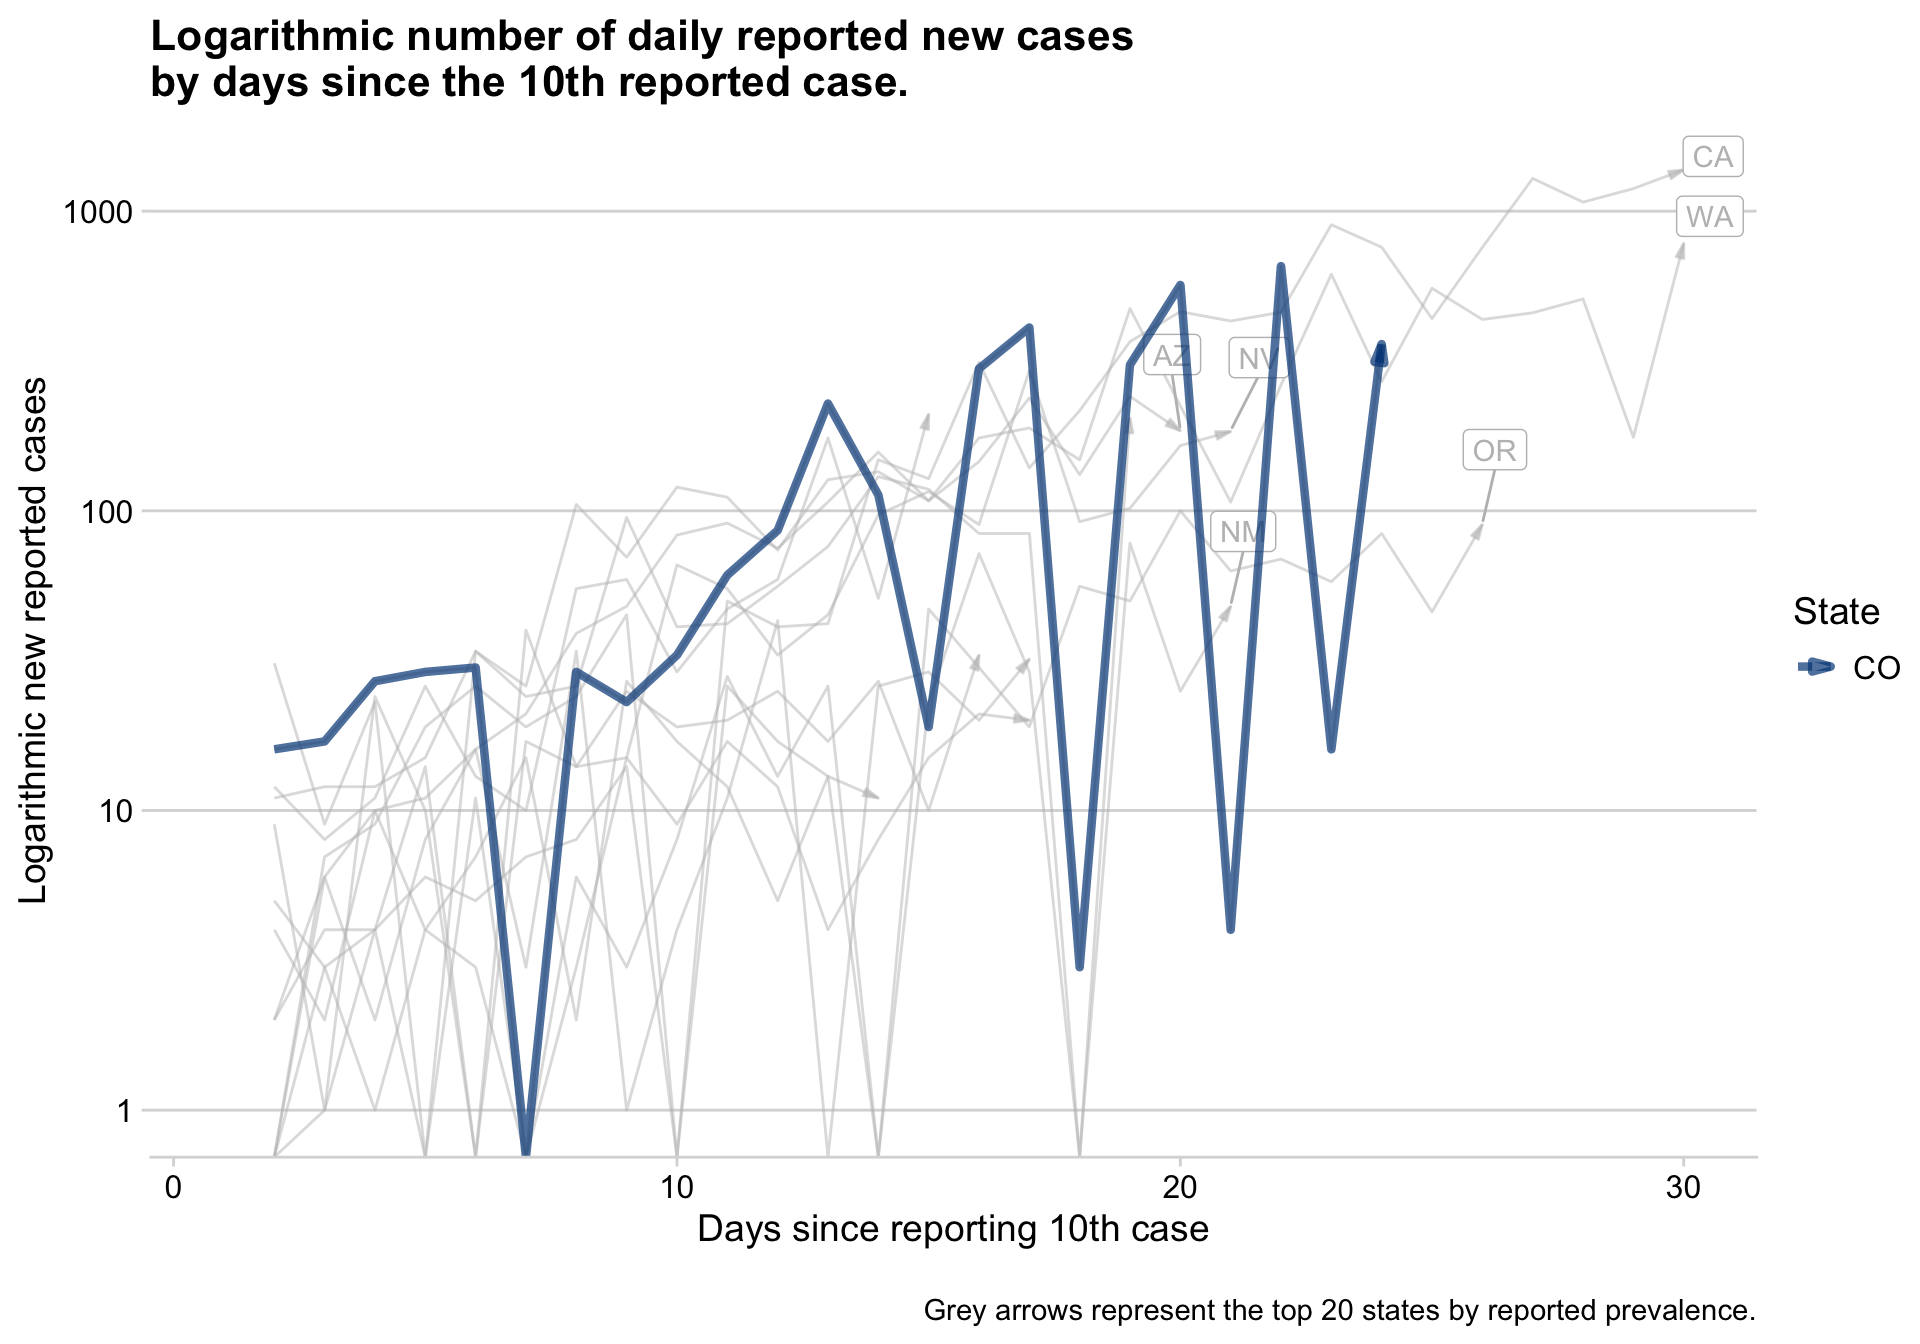 Logarithmic number of daily reported new cases
by days since the 10th reported case.
Logarithmic new reported cases
1000
100
10
1
CA
WA
AZ
NV
OR
NM
State
CO
0
10
20
30
Days since reporting 10th case
Grey arrows represent the top 20 states by reported prevalence.